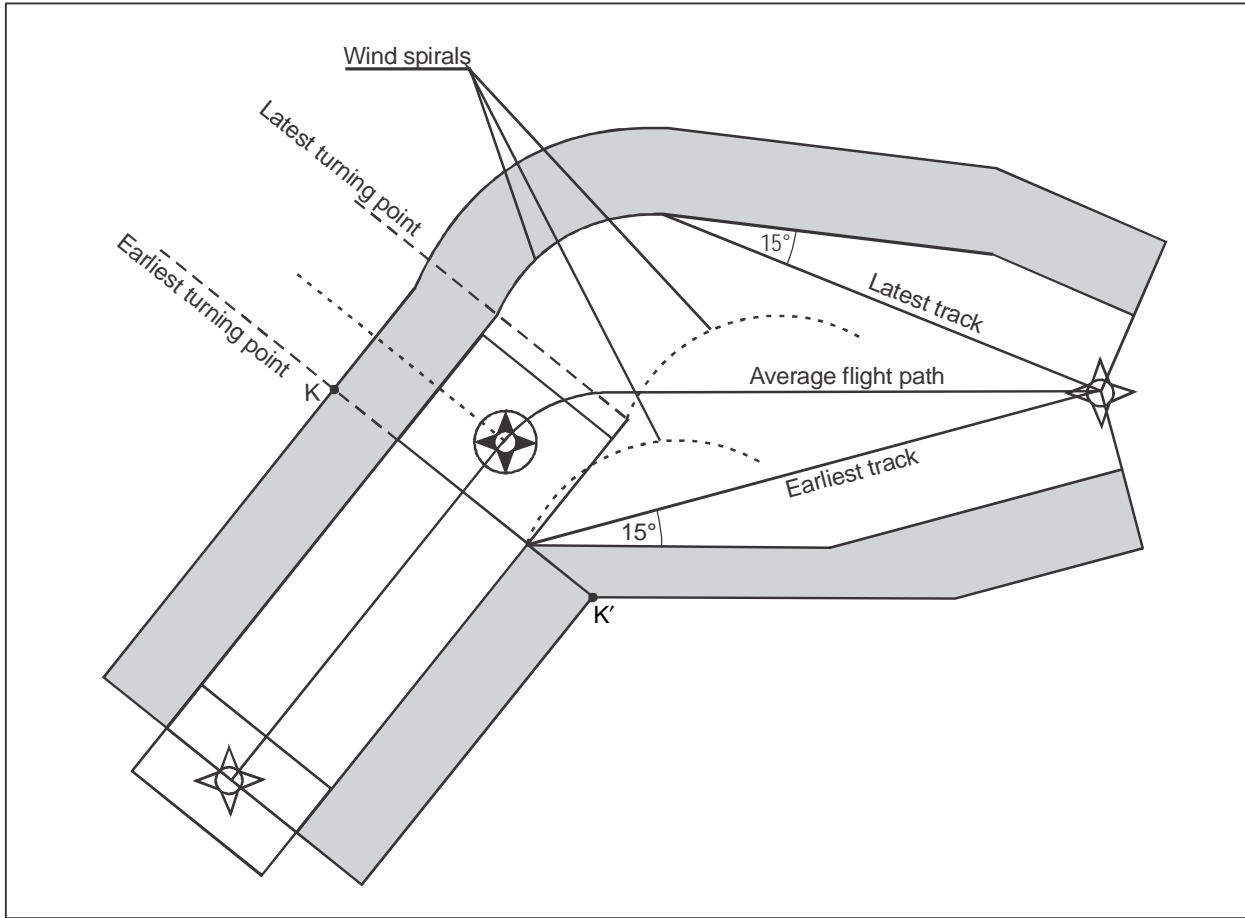 Wind spirals
Latest turning point
Earliest turning point
K
15°
Latest track
Average flight path
Earliest track
15°
K′